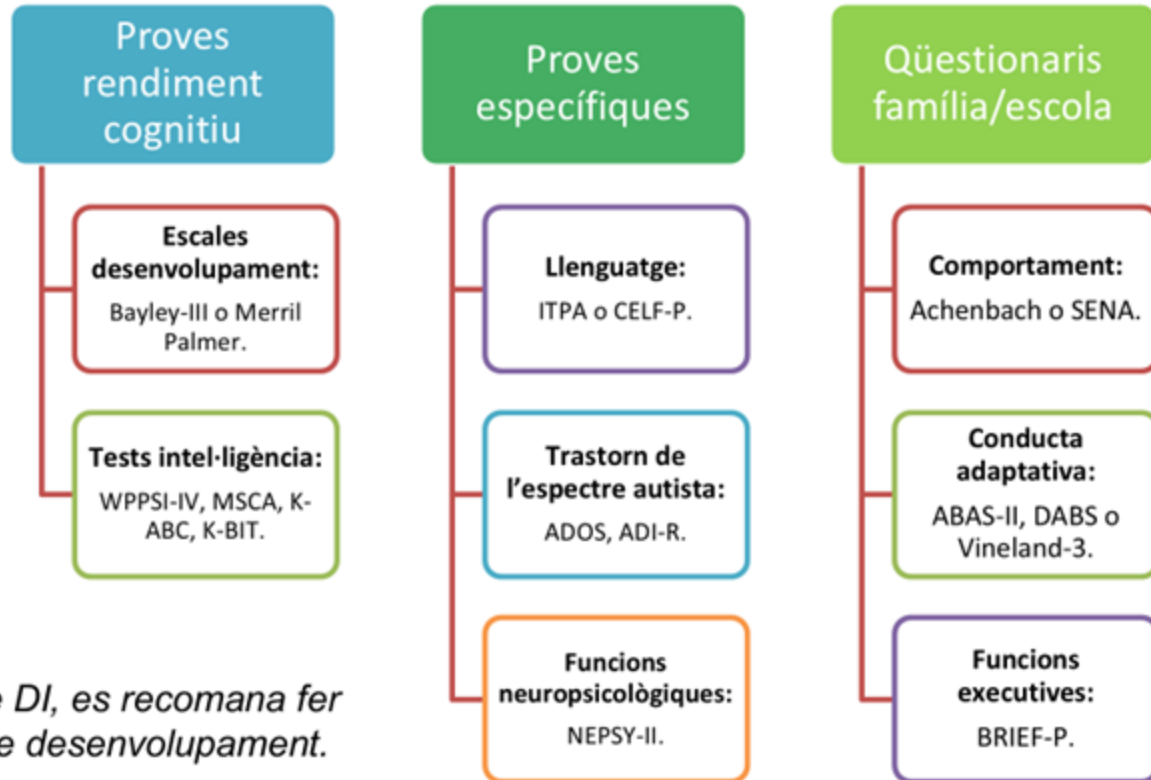 Proves
rendiment
cognitiu
Escales
desenvolupament:
Bayley-III o Merril
Palmer.
Tests intel·ligència:
WPPSI-IV, MSCA, K-
ABC, K-BIT.
Proves
específiques
Llenguatge:
ITPA o CELF-P.
Trastorn de
l'espectre autista:
ADOS, ADI-R.
Funcions
neuropsicològiques:
NEPSY-II.
Qüestionaris
família/escola
Comportament:
Achenbach o SENA.
Conducta
adaptativa:
ABAS-II, DABS o
Vineland-3.
Funcions
executives:
BRIEF-P.
DI, es recomana fer
desenvolupament.